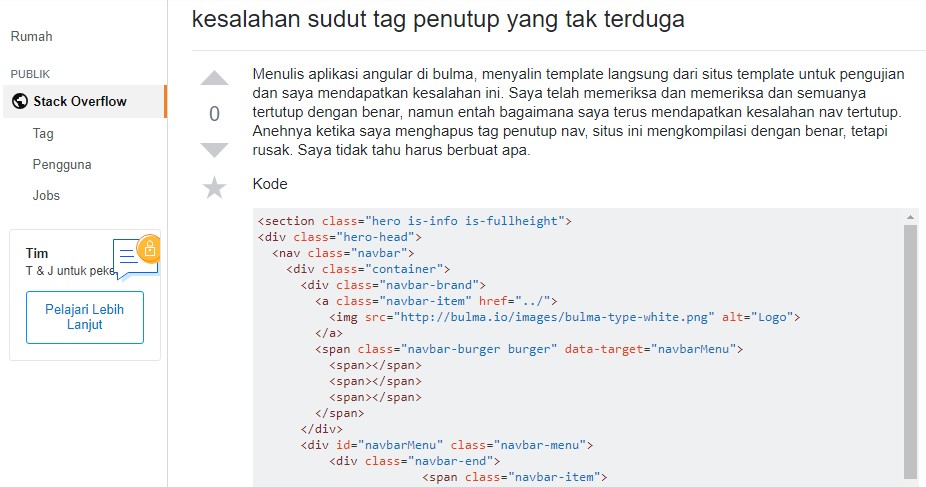 kesalahan sudut tag penutup yang tak terduga
Rumah
PUBLIK
Stack Overflow
Tag
Pengguna
Jobs
Tim
T & J untuk peke
Pelajari Lebih
Lanjut
0
Menulis aplikasi angular di bulma, menyalin template langsung dari situs template untuk pengujian
dan saya mendapatkan kesalahan ini. Saya telah memeriksa dan memeriksa dan semuanya
tertutup dengan benar, namun entah bagaimana saya terus mendapatkan kesalahan nav tertutup.
Anehnya ketika saya menghapus tag penutup nav, situs ini mengkompilasi dengan benar, tetapi
rusak. Saya tidak tahu harus berbuat apa.
Kode
<section class="hero is-info is-fullheight">
<div class="hero-head">
<nav class="navbar">
<div class="container">
<div class="navbar-brand">
<a class="navbar-item" href="../">
<img src="http://bulma.io/images/bulma-type-white.png" alt="Logo">
</a>
<span class="navbar-burger burger" data-target="navbarMenu">
<span></span>
<span></span>
<span></span>
</span>
</div>
<div id="navbarMenu" class="navbar-menu">
<div class="navbar-end">
<span class="navbar-item">